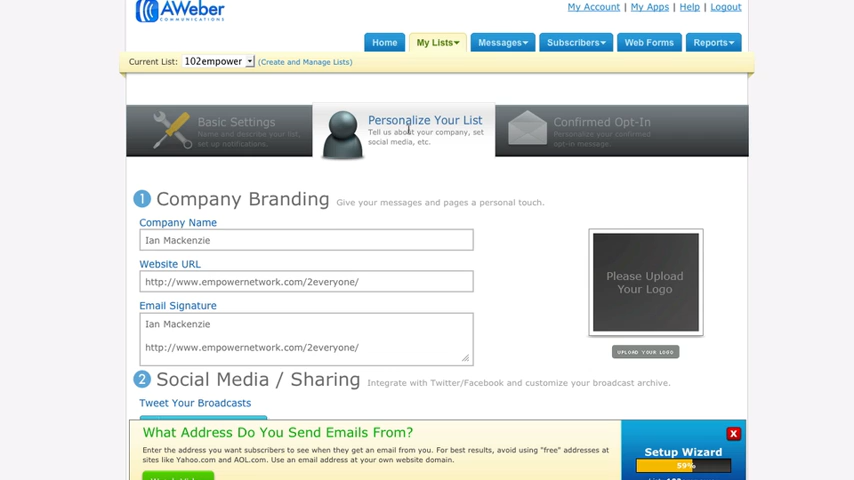 AWeber
COMMUNICATIONS
My Account | My Apps | Help | Logout
Home
My Lists
Messages
Subscribers
Web Forms
Reports
Current List: 102empower (Create and Manage Lists)
Basic Settings
Name and describe your list,
set up notifications.
Personalize Your List
Tell us about your company, set
social media, etc.
Confirmed Opt-In
Personalize your confirmed
opt-in message.
1 Company Branding Give your messages and pages a personal touch.
Company Name
Ian Mackenzie
Website URL
http://www.empowernetwork.com/2everyone/
Email Signature
Ian Mackenzie
http://www.empowernetwork.com/2everyone/
Please Upload
Your Logo
UPLOAD YOUR LOGO
2 Social Media / Sharing Integrate with Twitter/Facebook and customize your broadcast archive.
Tweet Your Broadcasts
What Address Do You Send Emails From?
Enter the address you want subscribers to see when they get an email from you. For best results, avoid using "free" addresses at
sites like Yahoo.com and AOL.com. Use an email address at your own website domain.
X
Setup Wizard
59%